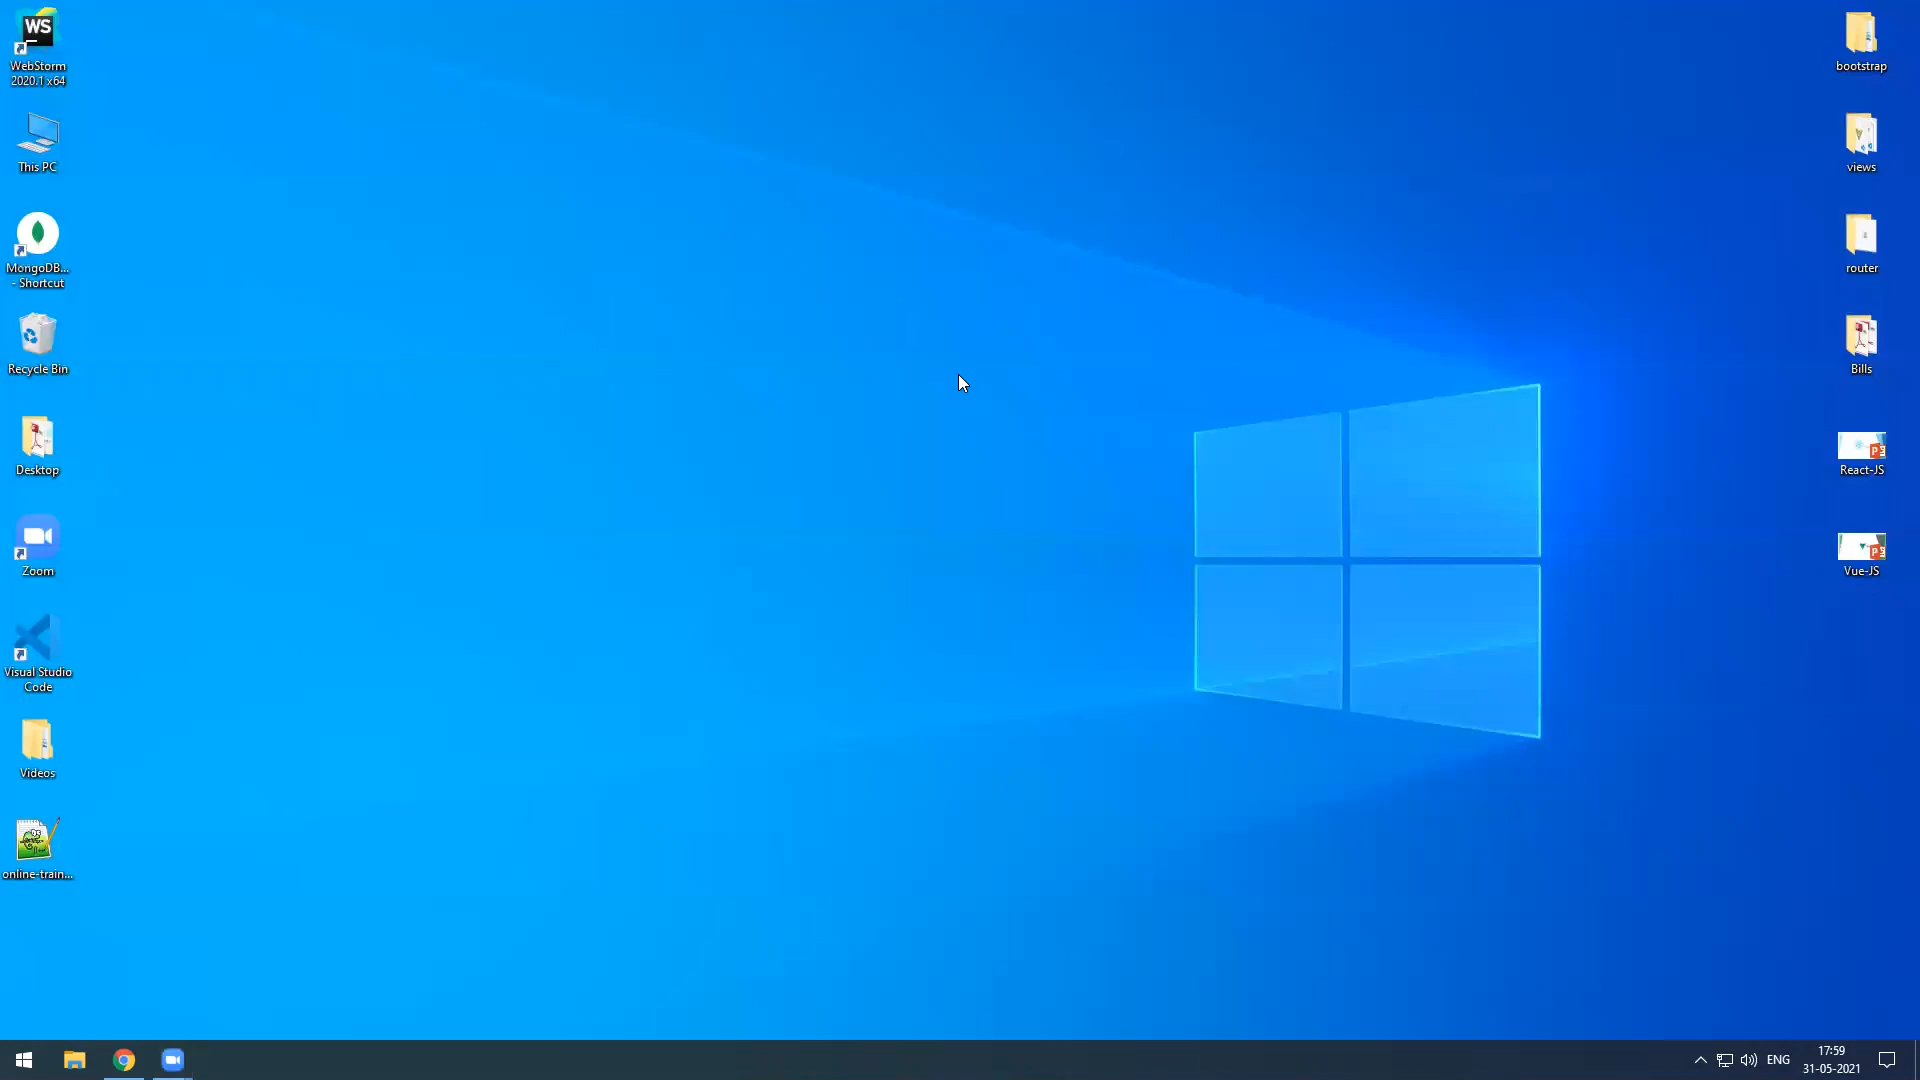 WS
WebStorm
2020.1 x64
This PC
MongoDB...
- Shortcut
Recycle Bin
Desktop
Zoom
Visual Studio
Code
Videos
online-train...
bootstrap
views
router
Bills
React-JS
Vue-JS
ENG
17:59
31-05-2021